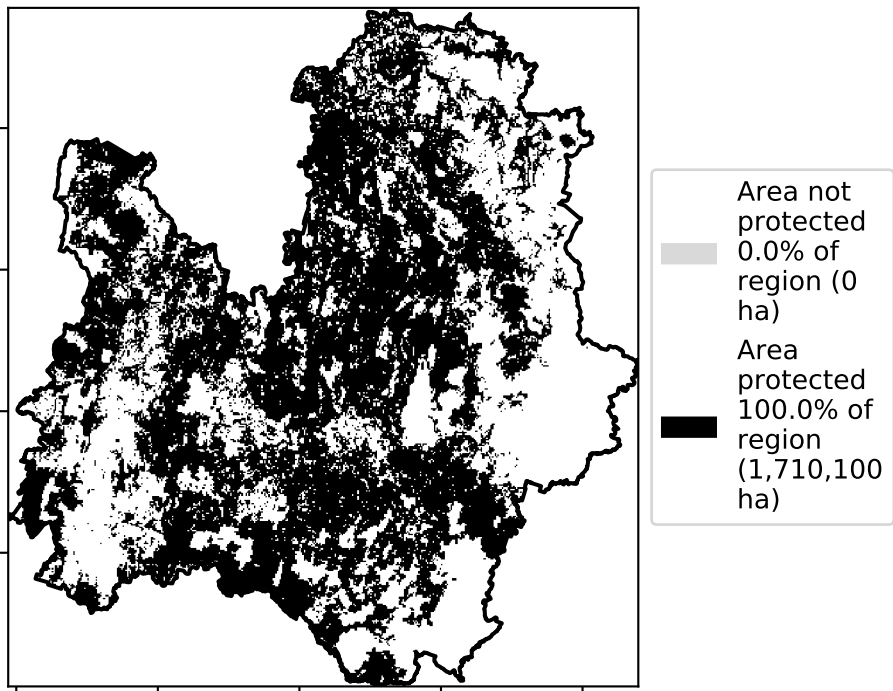 Area not
protected
0.0% of
region (0
ha)
Area
protected
100.0% of
region
(1,710,100
ha)